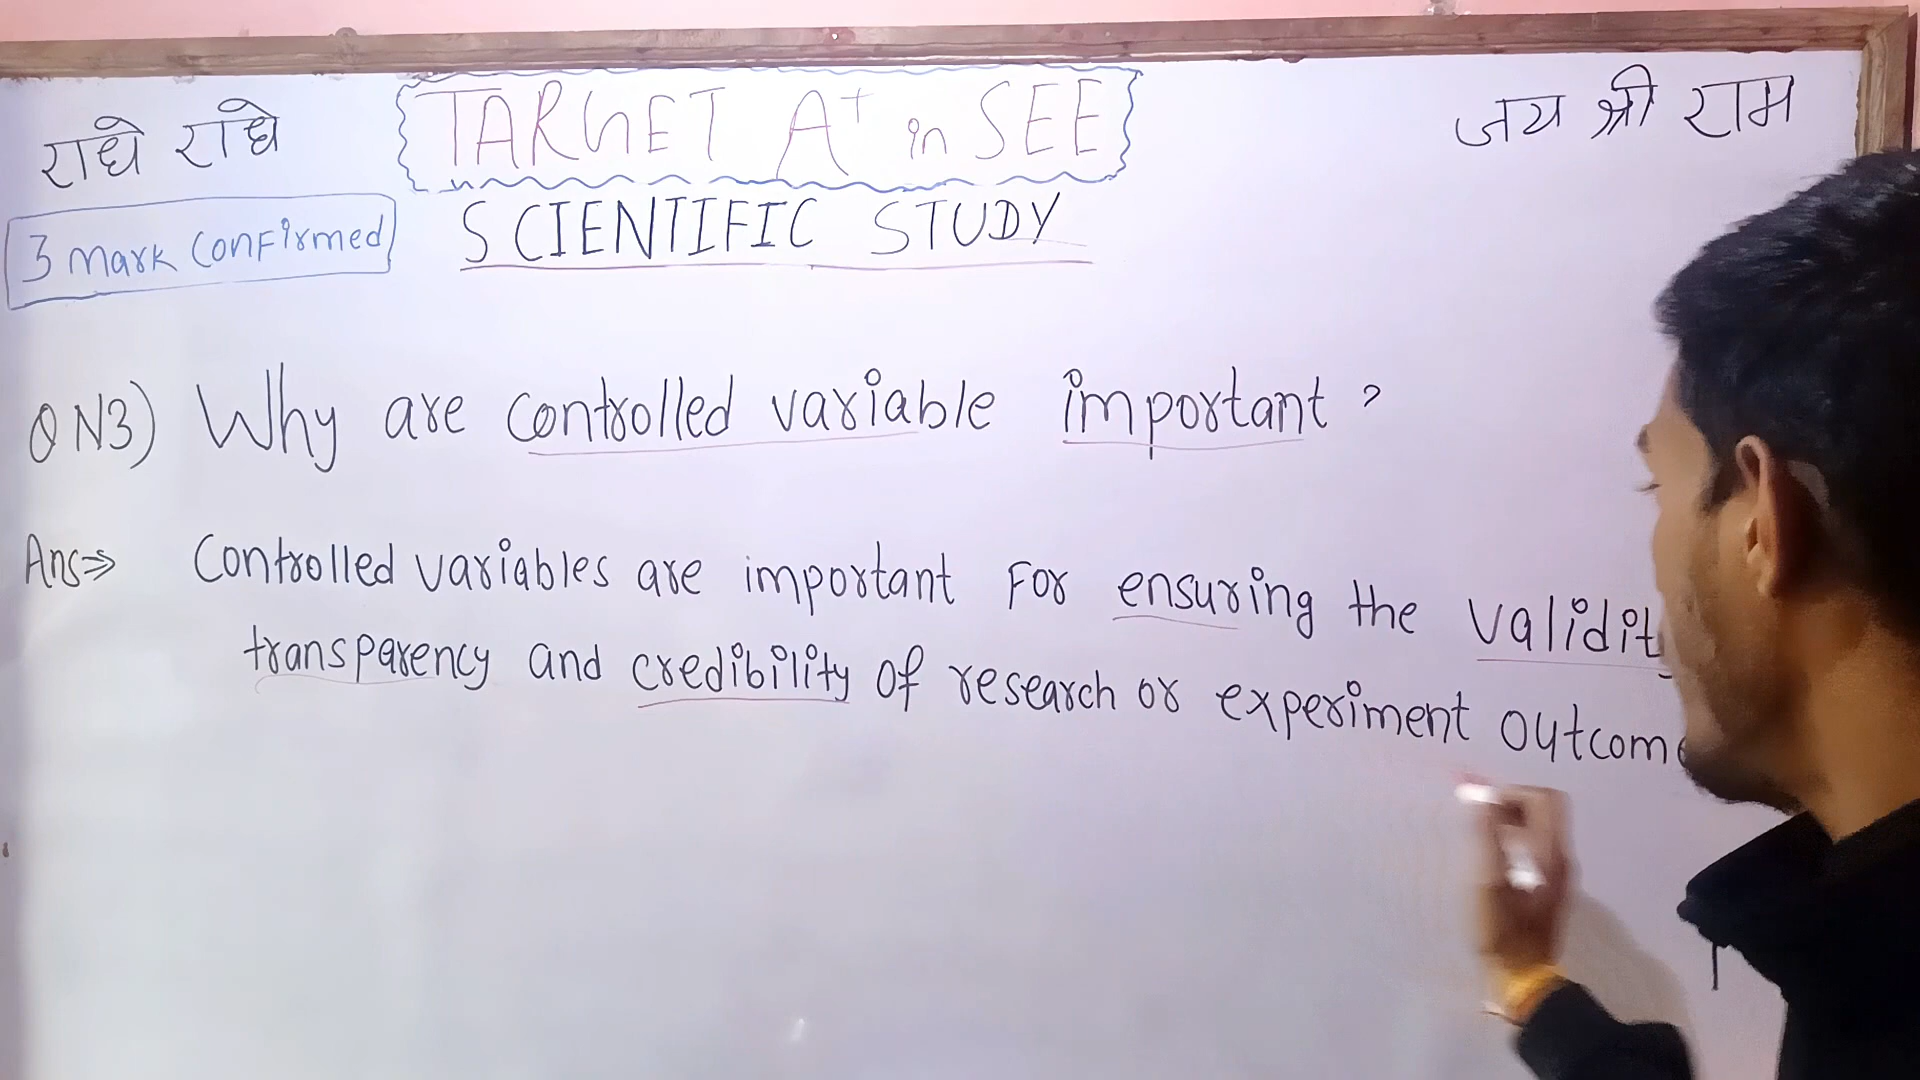 राधे राधे
TARGET A+ in SEE
जय श्री राम
3 mark confirmed
SCIENTIFIC STUDY
QN3) Why are controlled variable important ?
Ans⇒ Controlled variables are important for ensuring the validit
transparency and credibility of research or experiment outcome